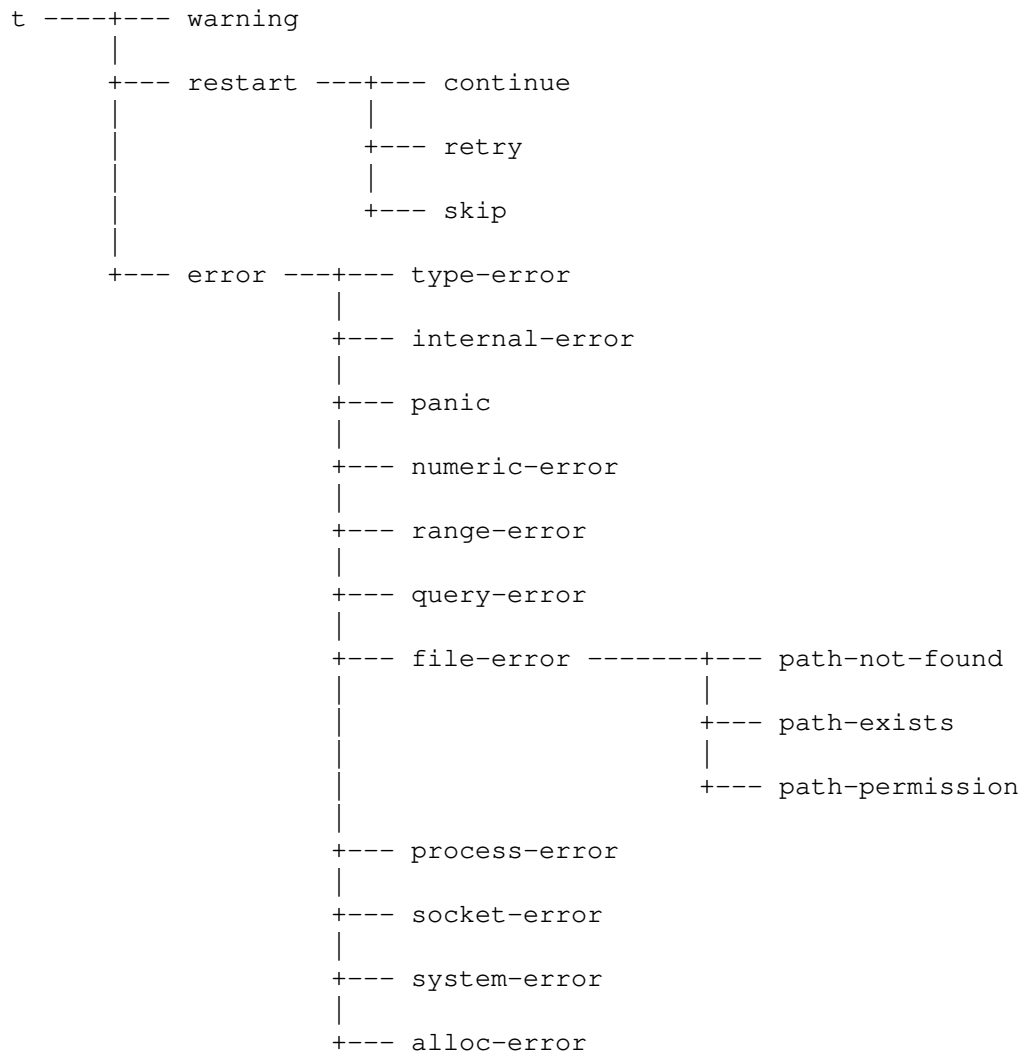 t ----+--- warning
|
+--- restart ---+--- continue
| |
| +--- retry
| |
| +--- skip
|
+--- error ---+--- type-error
|
+--- internal-error
|
+--- panic
|
+--- numeric-error
|
+--- range-error
|
+--- query-error
|
+--- file-error -------+--- path-not-found
| |
| +--- path-exists
| |
| +--- path-permission
|
+--- process-error
|
+--- socket-error
|
+--- system-error
|
+--- alloc-error